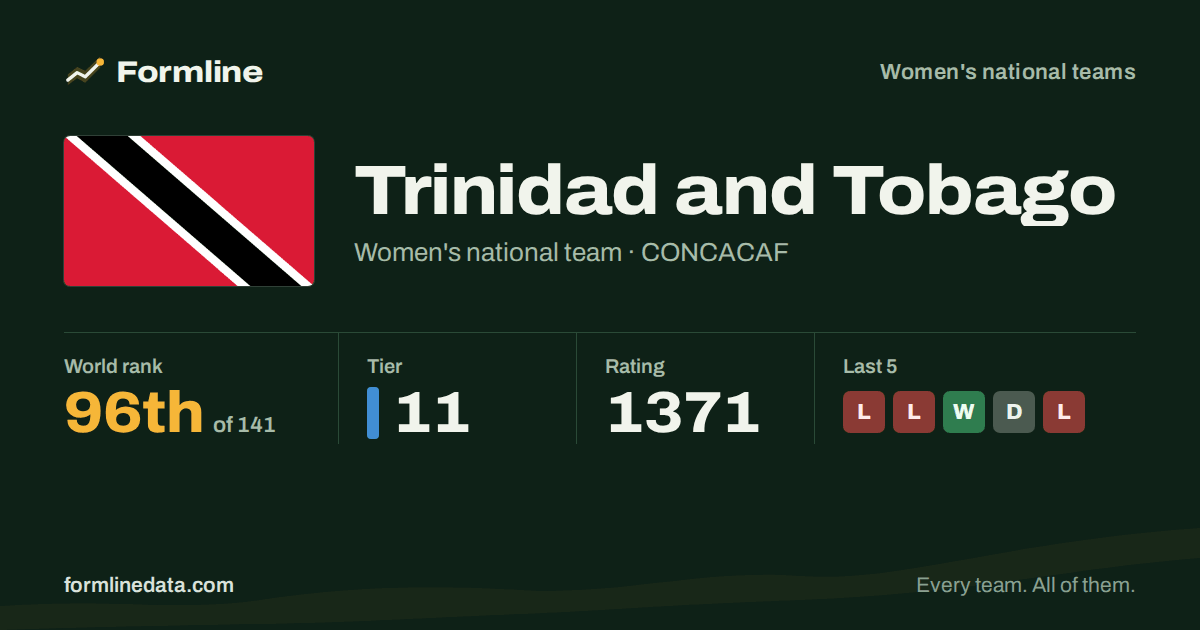 Formline
Women's national teams
Trinidad and Tobago
Women's national team · CONCACAF
World rank
96th of 141
Tier
11
Rating
1371
Last 5
L L W D L
formlinedata.com
Every team. All of them.